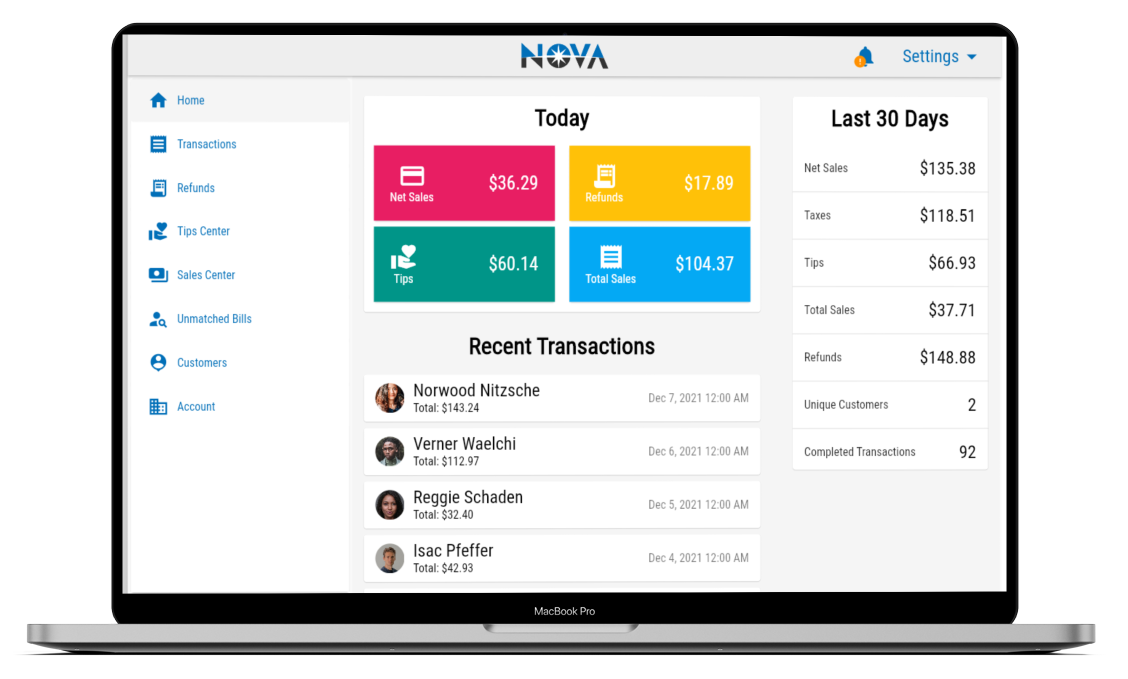 NOVA
Settings
Home
Transactions
Refunds
Tips Center
Sales Center
Unmatched Bills
Customers
Account
Today
Net Sales $36.29
Refunds $17.89
Tips $60.14
Total Sales $104.37
Recent Transactions
Norwood Nitzsche
Total: $143.24
Dec 7, 2021 12:00 AM
Verner Waelchi
Total: $112.97
Dec 6, 2021 12:00 AM
Reggie Schaden
Total: $32.40
Dec 5, 2021 12:00 AM
Isac Pfeffer
Total: $42.93
Dec 4, 2021 12:00 AM
Last 30 Days
Net Sales $135.38
Taxes $118.51
Tips $66.93
Total Sales $37.71
Refunds $148.88
Unique Customers 2
Completed Transactions 92
MacBook Pro